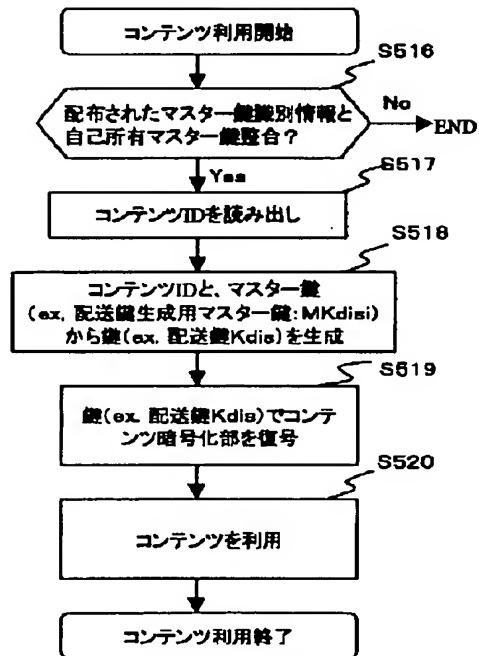 コンテンツ利用開始
S516
配布されたマスター鍵識別情報と
自己所有マスター鍵整合？
No
END
Yes
S517
コンテンツIDを読み出し
S518
コンテンツIDと、マスター鍵
(ex. 配送鍵生成用マスター鍵:MKdisi)
から鍵(ex. 配送鍵Kdis)を生成
S519
鍵(ex. 配送鍵Kdis)でコンテ
ンツ暗号化部を復号
S520
コンテンツを利用
コンテンツ利用終了